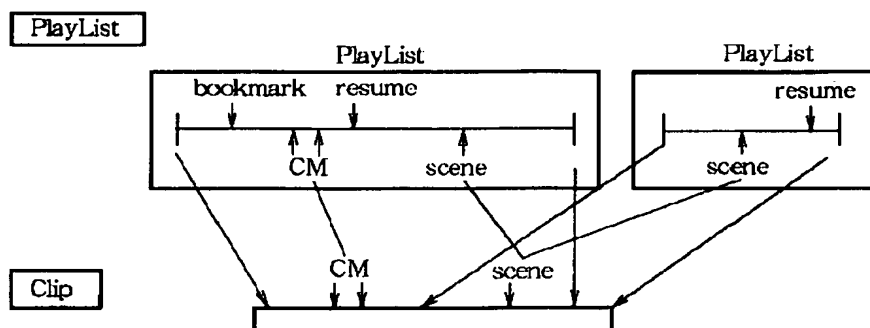 PlayList
PlayList
PlayList
bookmark
resume
resume
CM
scene
scene
CM
scene
Clip